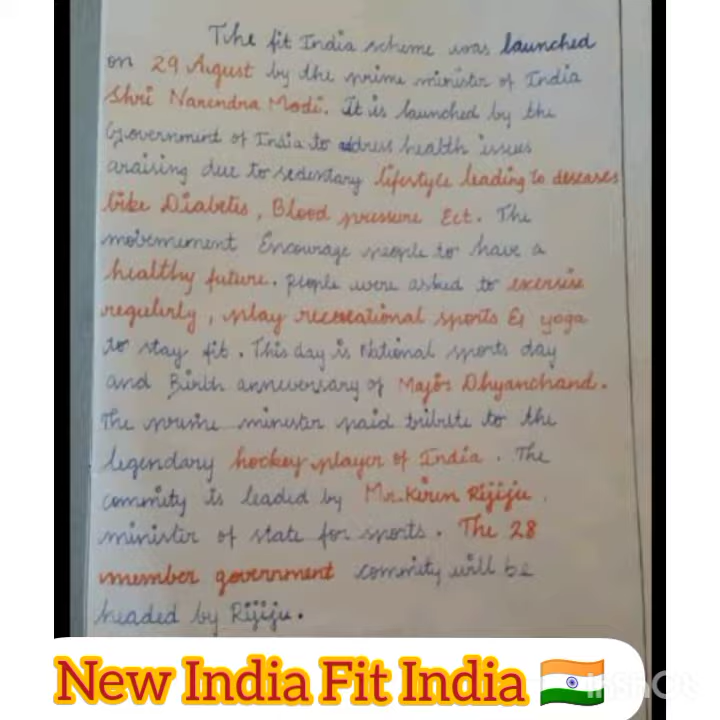 The fit India scheme was launched
on 29 August by the prime minister of India
Shri Narendra Modi. It is launched by the
Government of India to address health issues
araising due to sedentary lifestyle leading to deseases
like Diabetis, Blood pressure Ect. The
mobemument Encourage people to have a
healthy future. people were asked to exersise
regulerly, play recreational sports & yoga
to stay fit. This day is National sports day
and Birth anneversary of Major Dhyanchand.
The prime minester paid tribute to the
legendary hockey player of India. The
commity is leaded by Mr. Kiren Rijiju,
minister of state for sports. The 28
member government commity will be
headed by Rijiju.
New India Fit India 🇮🇳